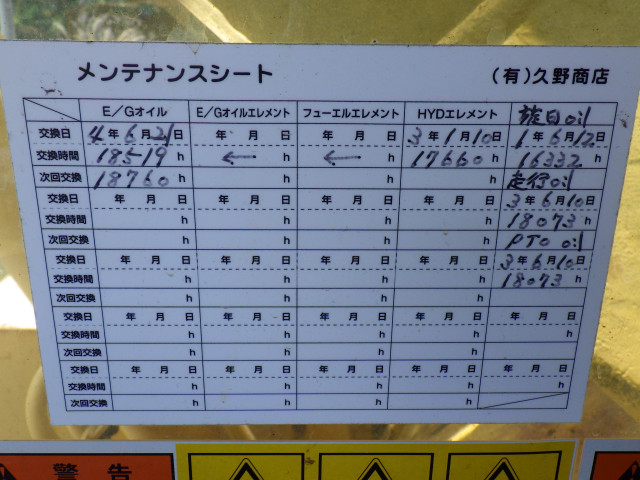 メンテナンスシート (有)久野商店
E/Gオイル E/Gオイルエレメント フューエルエレメント HYDエレメント 旋回oil
交換日 4年6月21日 年 月 日 年 月 日 3年1月10日 1年6月12日
交換時間 18519h ← h ← h 17660h 16332h
次回交換 18760h h h h 走行oil
交換日 年 月 日 年 月 日 年 月 日 年 月 日 3年6月10日
交換時間 h h h h 18073h
次回交換 h h h h PTO oil
交換日 年 月 日 年 月 日 年 月 日 年 月 日 3年6月10日
交換時間 h h h h 18073h
次回交換 h h h h
交換日 年 月 日 年 月 日 年 月 日 年 月 日 年 月 日
交換時間 h h h h h
次回交換 h h h h
交換日 年 月 日 年 月 日 年 月 日 年 月 日 年 月 日
交換時間 h h h h h
次回交換 h h h h
警告